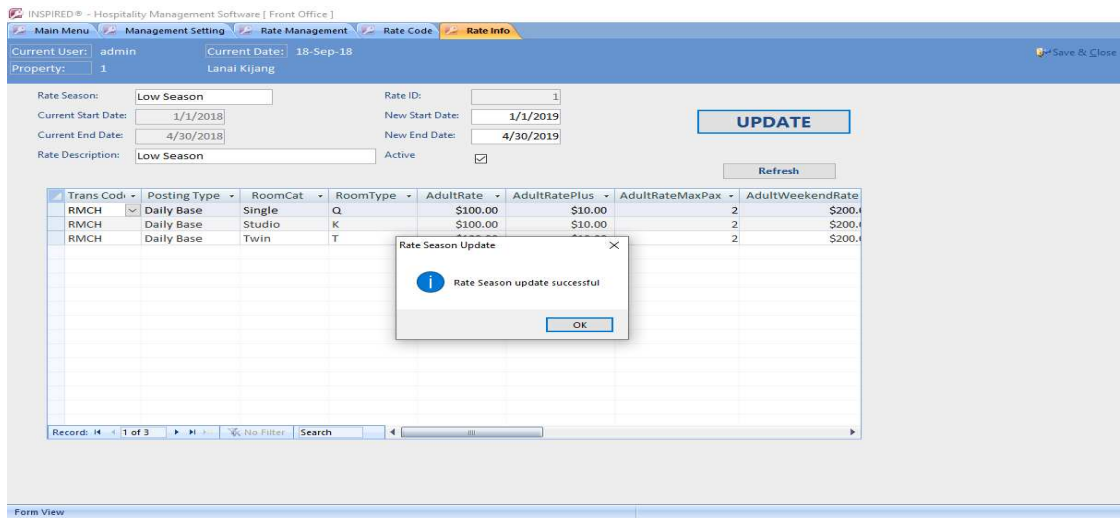 INSPIRED® - Hospitality Management Software [ Front Office ]
Main Menu Management Setting Rate Management Rate Code Rate Info
Current User: admin Current Date: 18-Sep-18 Save & Close
Property: 1 Lanai Kijang
Rate Season: Low Season Rate ID: 1
Current Start Date: 1/1/2018 New Start Date: 1/1/2019
UPDATE
Current End Date: 4/30/2018 New End Date: 4/30/2019
Rate Description: Low Season Active
Refresh
Trans Cod Posting Type RoomCat RoomType AdultRate AdultRatePlus AdultRateMaxPax AdultWeekendRate
RMCH Daily Base Single Q $100.00 $10.00 2 $200.
RMCH Daily Base Studio K $100.00 $10.00 2 $200.
RMCH Daily Base Twin T 2 $200.
Rate Season Update
Rate Season update successful
OK
Record: 1 of 3 No Filter Search
Form View